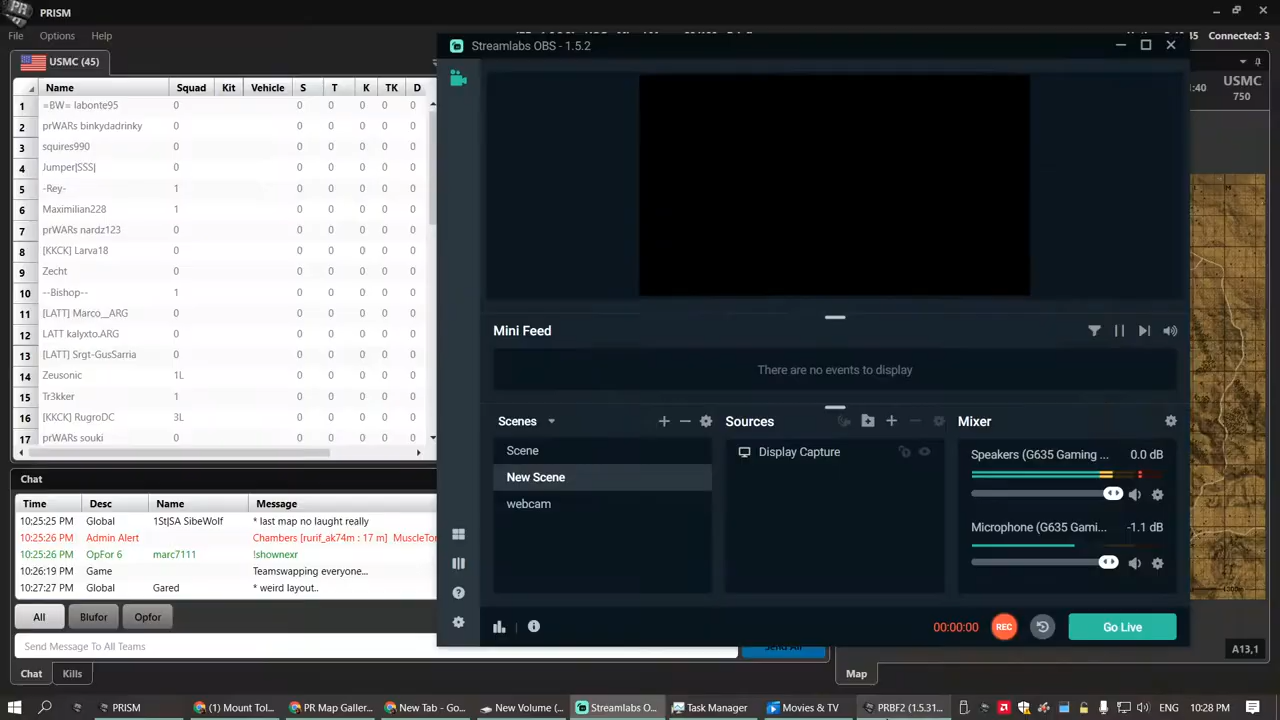 PRISM
File Options Help
Connected: 3
USMC (45)
Name Squad Kit Vehicle S T K TK D
1 =BW= labonte95 0 0 0 0 0 0
2 prWARs binkydadrinky 0 0 0 0 0 0
3 squires990 0 0 0 0 0 0
4 Jumper|SSS| 0 0 0 0 0 0
5 -Rey- 1 0 0 0 0 0
6 Maximilian228 1 0 0 0 0 0
7 prWARs nardz123 0 0 0 0 0 0
8 [KKCK] Larva18 0 0 0 0 0 0
9 Zecht 0 0 0 0 0 0
10 --Bishop-- 1 0 0 0 0 0
11 [LATT] Marco__ARG 0 0 0 0 0 0
12 LATT kalyxto.ARG 0 0 0 0 0 0
13 [LATT] Srgt-GusSarria 0 0 0 0 0 0
14 Zeusonic 1L 0 0 0 0 0
15 Tr3kker 1 0 0 0 0 0
16 [KKCK] RugroDC 3L 0 0 0 0 0
17 prWARs souki 0 0 0 0 0 0
Chat
Time Desc Name Message
10:25:25 PM Global 1St|SA SibeWolf * last map no laught really
10:25:26 PM Admin Alert Chambers [rurif_ak74m : 17 m] MuscleTor
10:25:26 PM OpFor 6 marc7111 !shownexr
10:26:19 PM Game Teamswapping everyone...
10:27:27 PM Global Gared * weird layout..
All Blufor Opfor
Send Message To All Teams
Send All
Chat Kills
Streamlabs OBS - 1.5.2
Mini Feed
There are no events to display
Scenes
Scene
New Scene
webcam
Sources
Display Capture
Mixer
Speakers (G635 Gaming ... 0.0 dB
Microphone (G635 Gami... -1.1 dB
00:00:00 REC Go Live
1:40 USMC
750
A13,1
Map
PRISM (1) Mount Tol... PR Map Galler... New Tab - Go... New Volume (... Streamlabs O... Task Manager Movies & TV PRBF2 (1.5.31... 10:28 PM